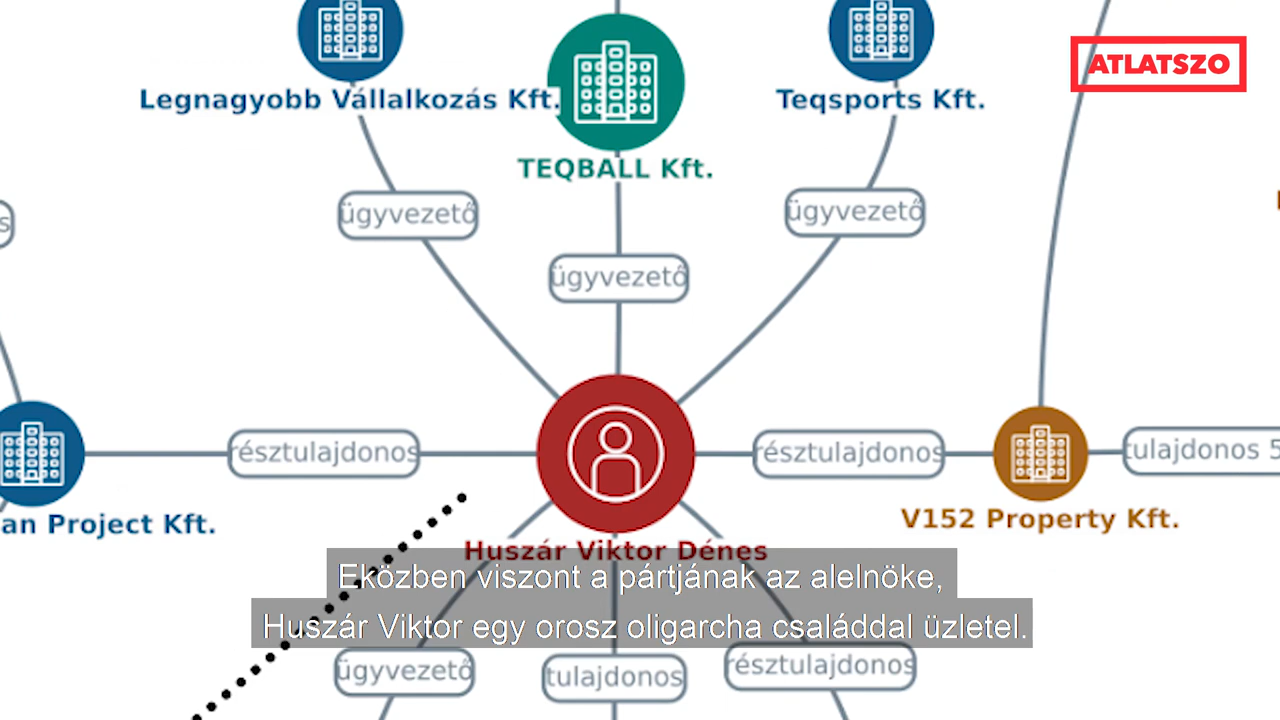 ATLATSZO
Legnagyobb Vállalkozás Kft.
Teqsports Kft.
TEQBALL Kft.
ügyvezető
ügyvezető
ügyvezető
résztulajdonos
résztulajdonos
tulajdonos 5
an Project Kft.
V152 Property Kft.
Huszár Viktor Dénes
Eközben viszont a pártjának az alelnöke,
Huszár Viktor egy orosz oligarcha családdal üzletel.
ügyvezető
tulajdonos
résztulajdonos